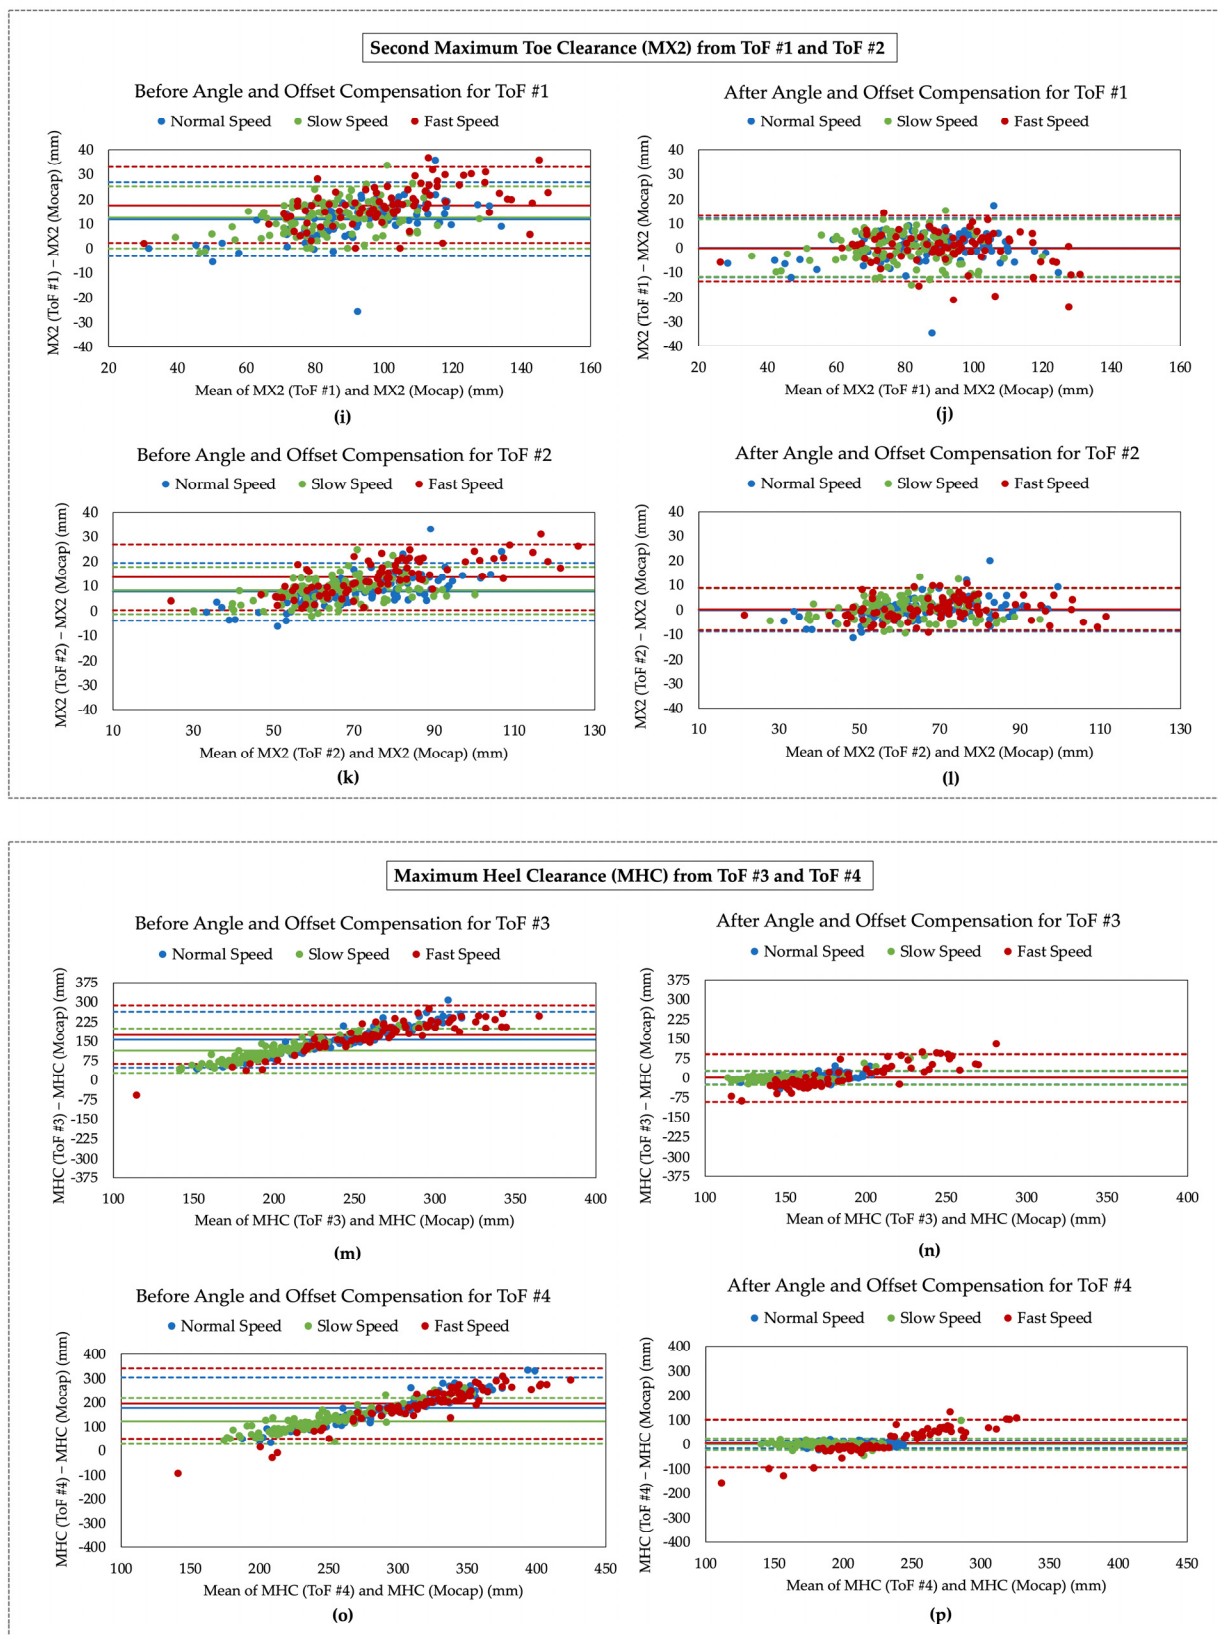 Second Maximum Toe Clearance (MX2) from ToF #1 and ToF #2
Before Angle and Offset Compensation for ToF #1
Normal Speed Slow Speed Fast Speed
MX2 (ToF #1) – MX2 (Mocap) (mm)
40
30
20
10
0
-10
-20
-30
-40
20 40 60 80 100 120 140 160
Mean of MX2 (ToF #1) and MX2 (Mocap) (mm)
(i)
After Angle and Offset Compensation for ToF #1
Normal Speed Slow Speed Fast Speed
MX2 (ToF #1) – MX2 (Mocap) (mm)
40
30
20
10
0
-10
-20
-30
-40
20 40 60 80 100 120 140 160
Mean of MX2 (ToF #1) and MX2 (Mocap) (mm)
(j)
Before Angle and Offset Compensation for ToF #2
Normal Speed Slow Speed Fast Speed
MX2 (ToF #2) – MX2 (Mocap) (mm)
40
30
20
10
0
-10
-20
-30
-40
10 30 50 70 90 110 130
Mean of MX2 (ToF #2) and MX2 (Mocap) (mm)
(k)
After Angle and Offset Compensation for ToF #2
Normal Speed Slow Speed Fast Speed
MX2 (ToF #2) – MX2 (Mocap) (mm)
40
30
20
10
0
-10
-20
-30
-40
10 30 50 70 90 110 130
Mean of MX2 (ToF #2) and MX2 (Mocap) (mm)
(l)
Maximum Heel Clearance (MHC) from ToF #3 and ToF #4
Before Angle and Offset Compensation for ToF #3
Normal Speed Slow Speed Fast Speed
MHC (ToF #3) – MHC (Mocap) (mm)
375
300
225
150
75
0
-75
-150
-225
-300
-375
100 150 200 250 300 350 400
Mean of MHC (ToF #3) and MHC (Mocap) (mm)
(m)
After Angle and Offset Compensation for ToF #3
Normal Speed Slow Speed Fast Speed
MHC (ToF #3) – MHC (Mocap) (mm)
375
300
225
150
75
0
-75
-150
-225
-300
-375
100 150 200 250 300 350 400
Mean of MHC (ToF #3) and MHC (Mocap) (mm)
(n)
Before Angle and Offset Compensation for ToF #4
Normal Speed Slow Speed Fast Speed
MHC (ToF #4) – MHC (Mocap) (mm)
400
300
200
100
0
-100
-200
-300
-400
100 150 200 250 300 350 400 450
Mean of MHC (ToF #4) and MHC (Mocap) (mm)
(o)
After Angle and Offset Compensation for ToF #4
Normal Speed Slow Speed Fast Speed
MHC (ToF #4) – MHC (Mocap) (mm)
400
300
200
100
0
-100
-200
-300
-400
100 150 200 250 300 350 400 450
Mean of MHC (ToF #4) and MHC (Mocap) (mm)
(p)